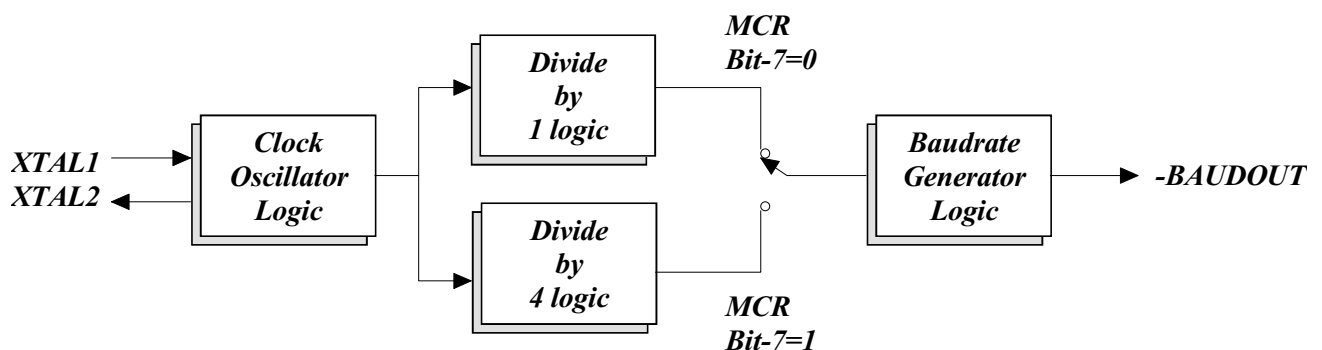 XTAL1
XTAL2
Clock
Oscillator
Logic
Divide
by
1 logic
Divide
by
4 logic
MCR
Bit-7=0
MCR
Bit-7=1
Baudrate
Generator
Logic
-BAUDOUT